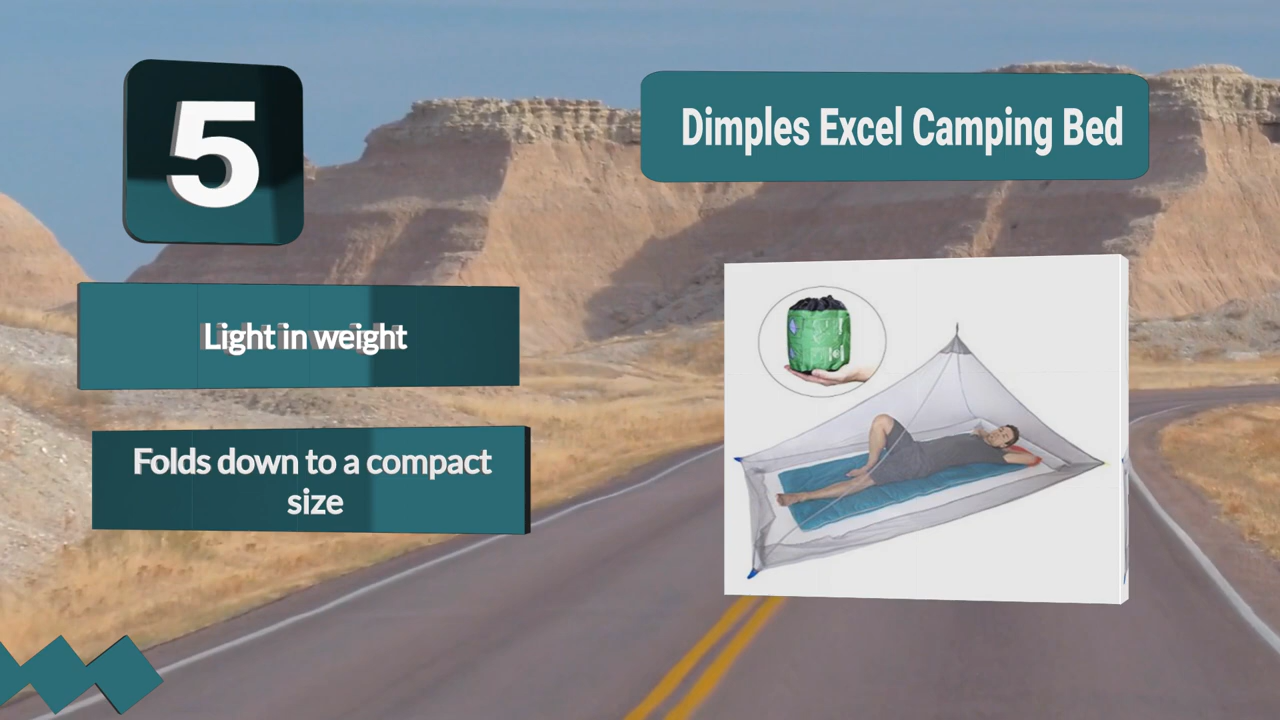 5
Dimples Excel Camping Bed
Light in weight
Folds down to a compact
size